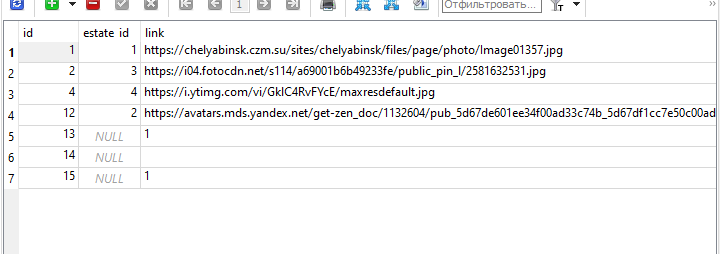 1 Отфильтровать... T
id estate_id link
1 1 1 https://chelyabinsk.czm.su/sites/chelyabinsk/files/page/photo/Image01357.jpg
2 2 3 https://i04.fotocdn.net/s114/a69001b6b49233fe/public_pin_l/2581632531.jpg
3 4 4 https://i.ytimg.com/vi/GkIC4RvFYcE/maxresdefault.jpg
4 12 2 https://avatars.mds.yandex.net/get-zen_doc/1132604/pub_5d67de601ee34f00ad33c74b_5d67df1cc7e50c00ad
5 13 NULL 1
6 14 NULL
7 15 NULL 1